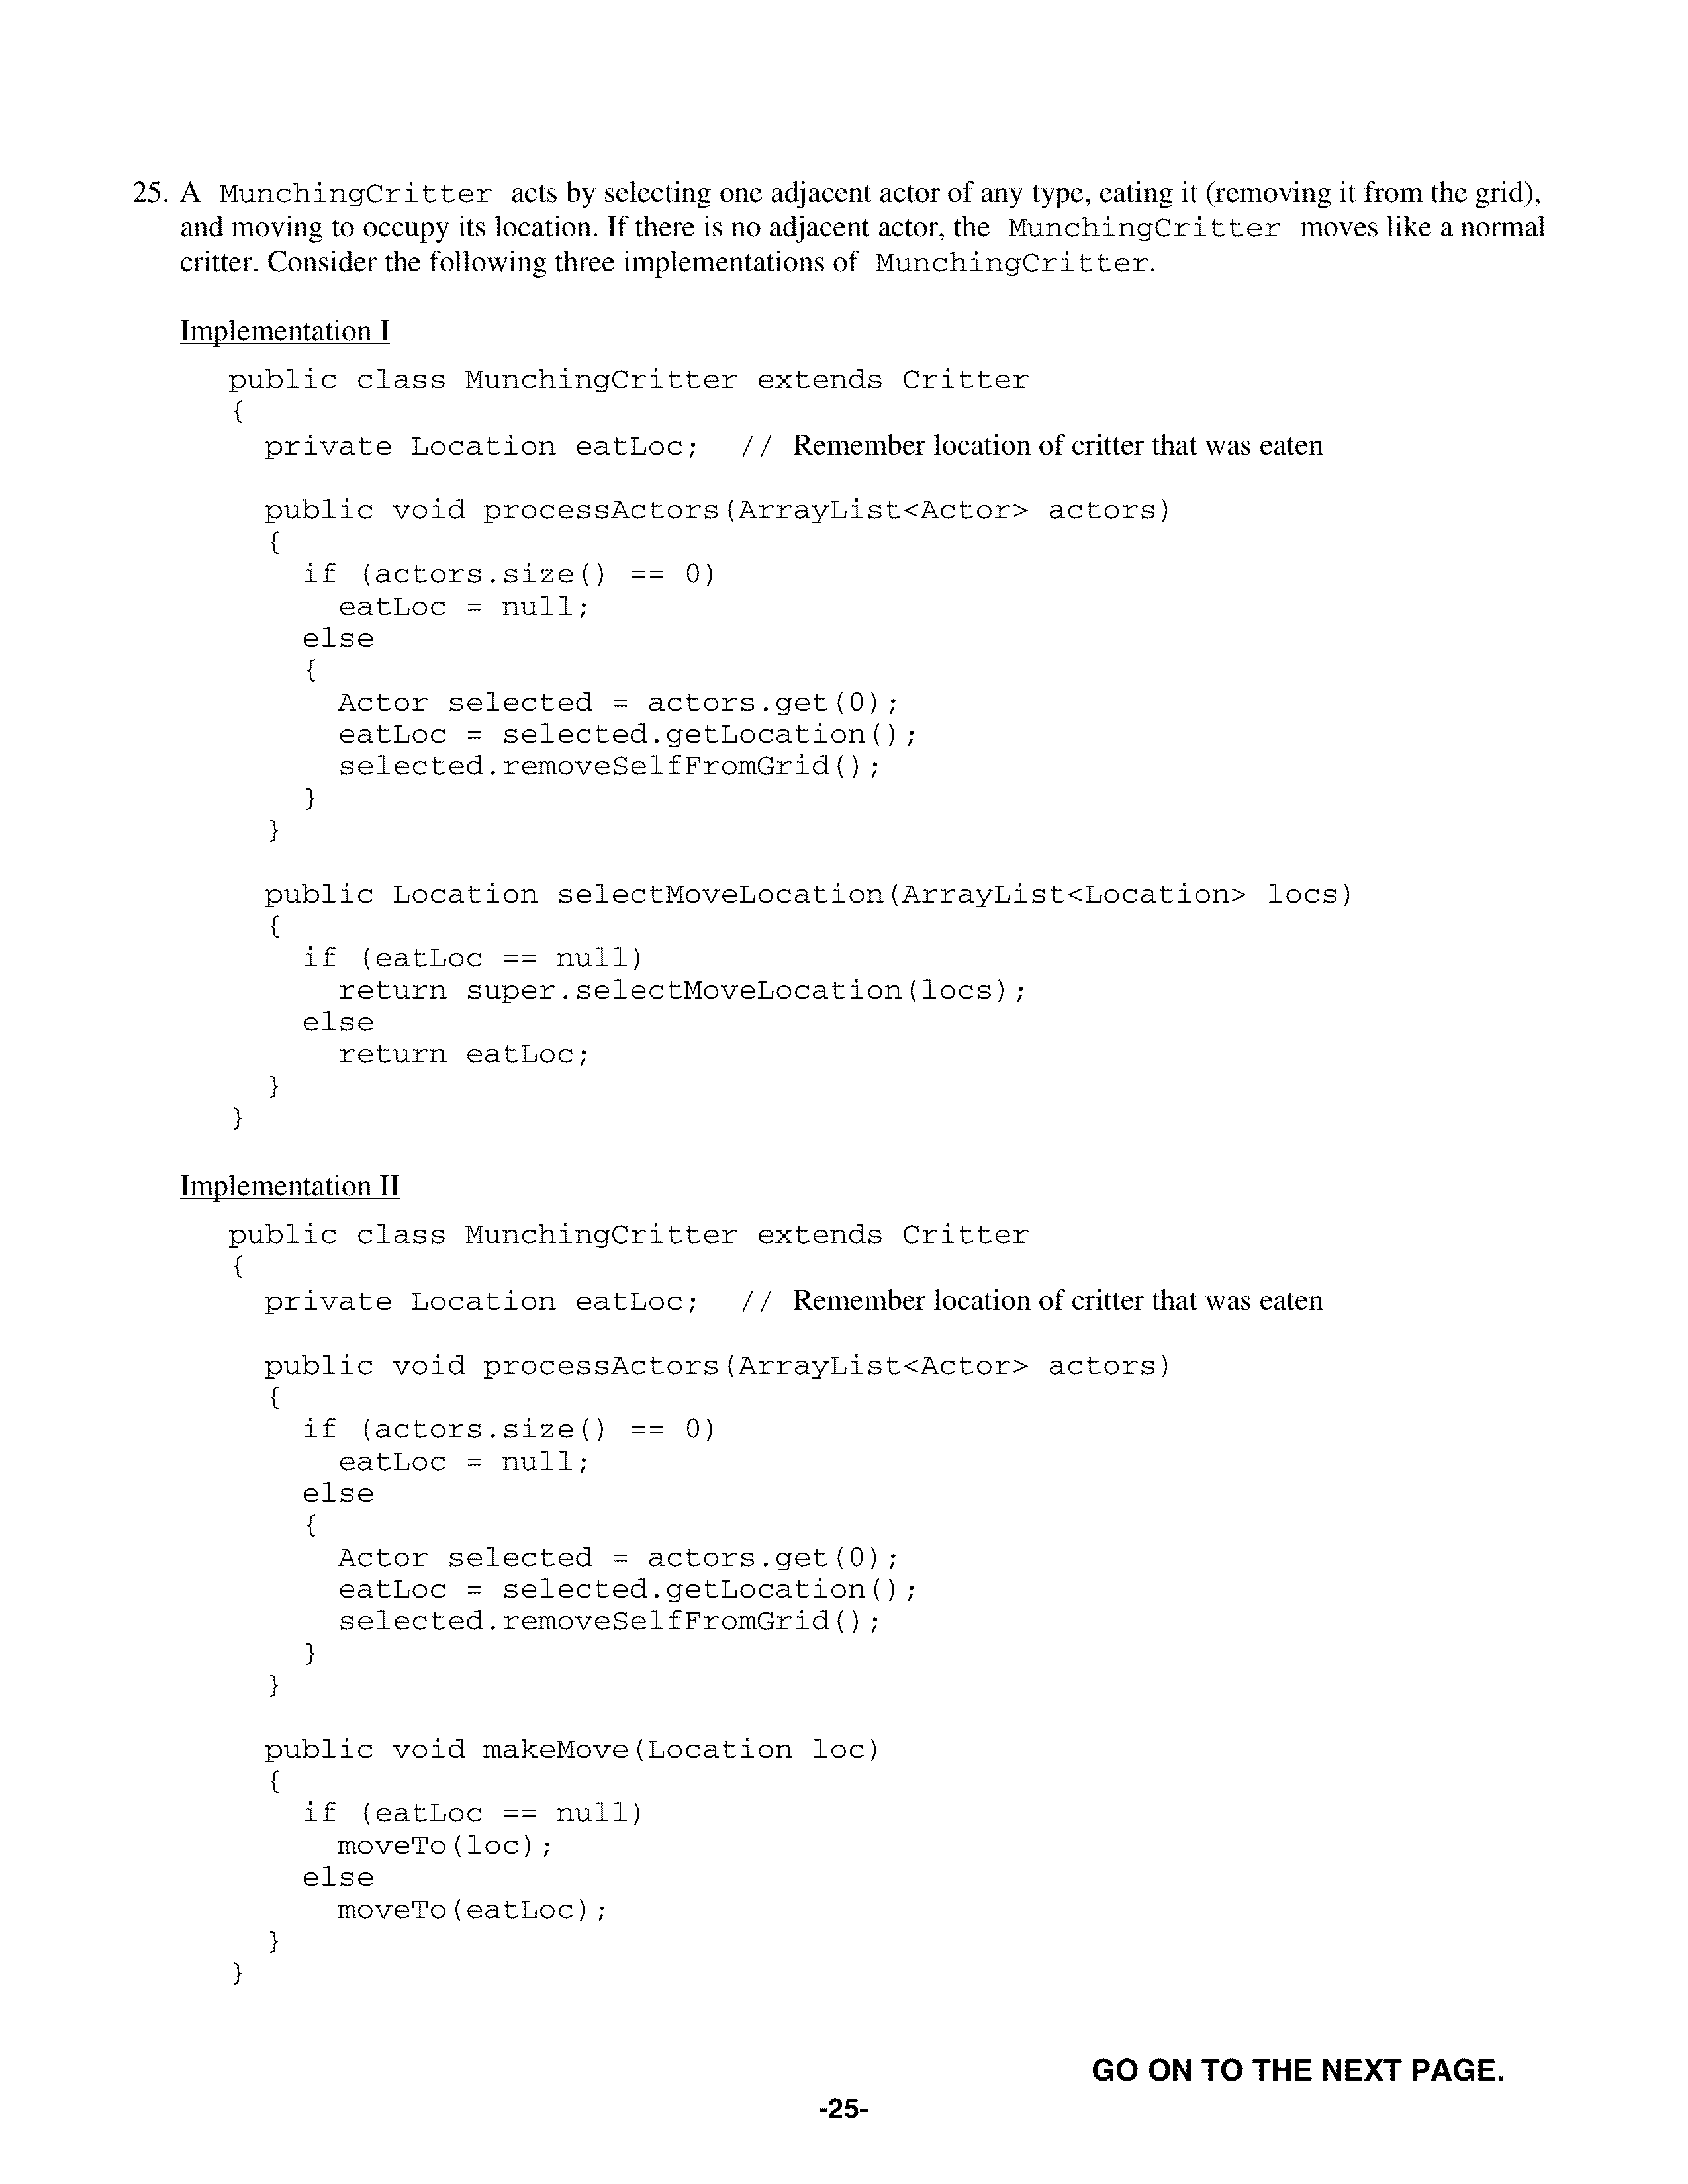 25. A MunchingCritter acts by selecting one adjacent actor of any type, eating it (removing it from the grid),
and moving to occupy its location. If there is no adjacent actor, the MunchingCritter moves like a normal
critter. Consider the following three implementations of MunchingCritter.
Implementation I
public class MunchingCritter extends Critter
{
private Location eatLoc; // Remember location of critter that was eaten
public void processActors(ArrayList<Actor> actors)
{
if (actors.size() == 0)
eatLoc = null;
else
{
Actor selected = actors.get(0);
eatLoc = selected.getLocation();
selected.removeSelfFromGrid();
}
}
public Location selectMoveLocation(ArrayList<Location> locs)
{
if (eatLoc == null)
return super.selectMoveLocation(locs);
else
return eatLoc;
}
}
Implementation II
public class MunchingCritter extends Critter
{
private Location eatLoc; // Remember location of critter that was eaten
public void processActors(ArrayList<Actor> actors)
{
if (actors.size() == 0)
eatLoc = null;
else
{
Actor selected = actors.get(0);
eatLoc = selected.getLocation();
selected.removeSelfFromGrid();
}
}
public void makeMove(Location loc)
{
if (eatLoc == null)
moveTo(loc);
else
moveTo(eatLoc);
}
}
GO ON TO THE NEXT PAGE.
-25-